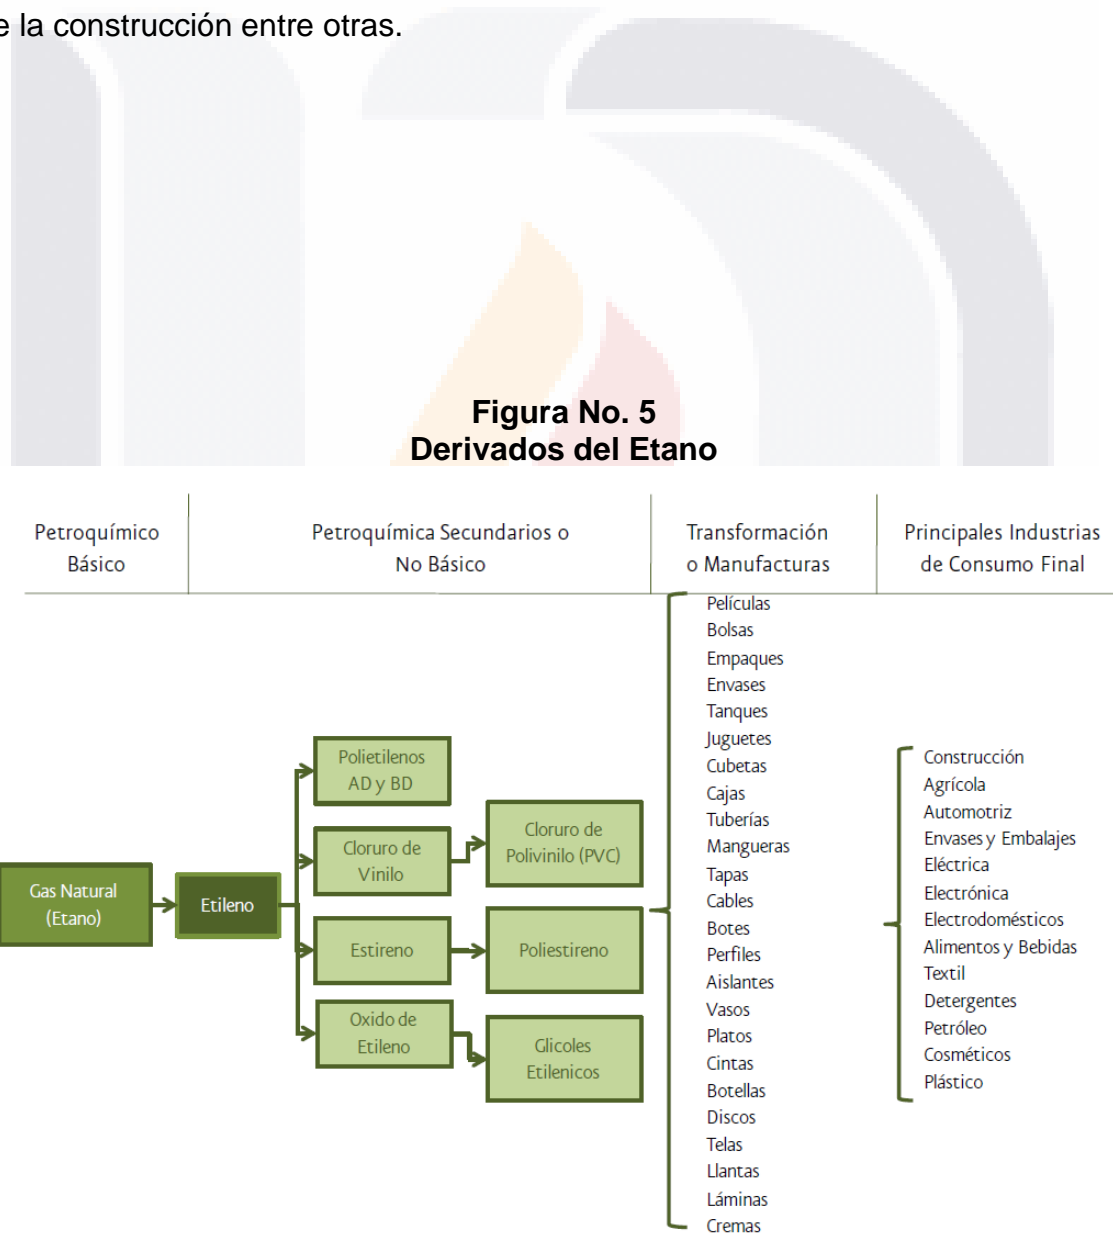 e la construcción entre otras.
Figura No. 5
Derivados del Etano
Petroquímico
Básico
Petroquímica Secundarios o
No Básico
Transformación
o Manufacturas
Principales Industrias
de Consumo Final
Gas Natural
(Etano)
Etileno
Polietilenos
AD y BD
Cloruro de
Vinilo
Cloruro de
Polivinilo (PVC)
Estireno
Poliestireno
Oxido de
Etileno
Glicoles
Etilenicos
Películas
Bolsas
Empaques
Envases
Tanques
Juguetes
Cubetas
Cajas
Tuberías
Mangueras
Tapas
Cables
Botes
Perfiles
Aislantes
Vasos
Platos
Cintas
Botellas
Discos
Telas
Llantas
Láminas
Cremas
Construcción
Agrícola
Automotriz
Envases y Embalajes
Eléctrica
Electrónica
Electrodomésticos
Alimentos y Bebidas
Textil
Detergentes
Petróleo
Cosméticos
Plástico